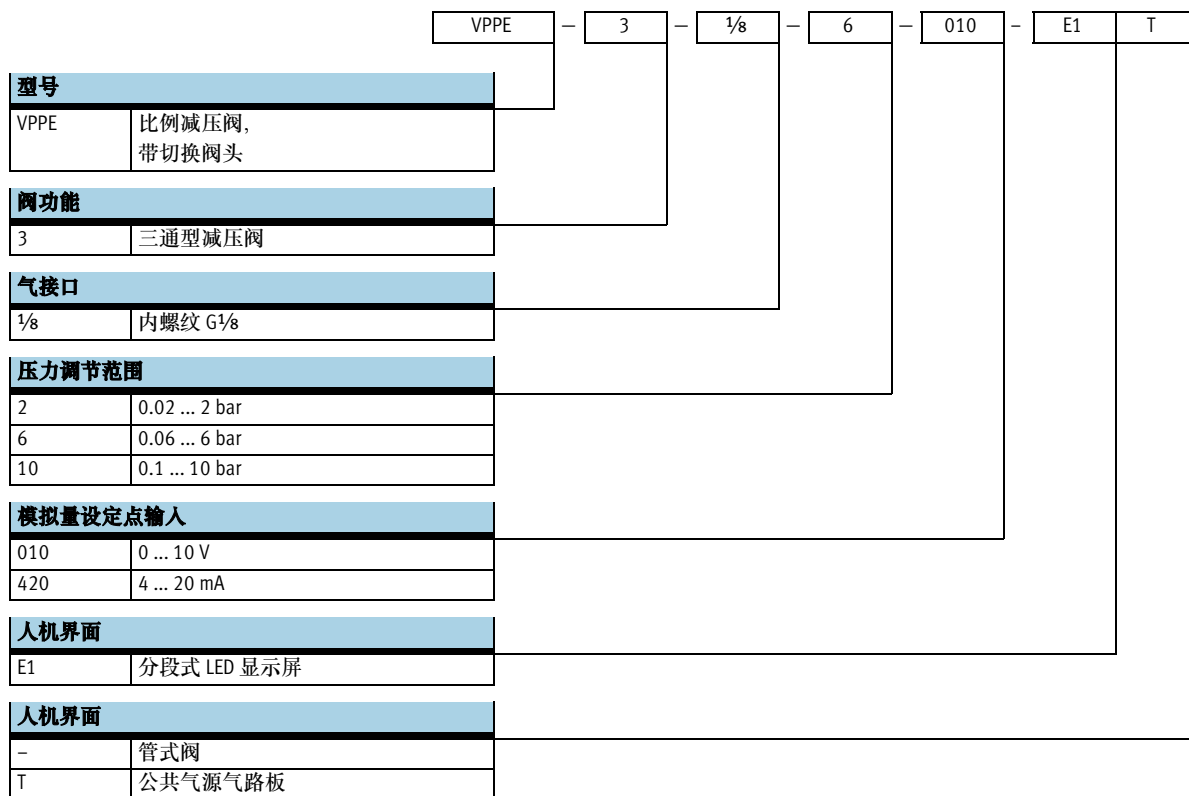 VPPE – 3 – ⅛ – 6 – 010 – E1 T
型号
VPPE 比例减压阀,
带切换阀头
阀功能
3 三通型减压阀
气接口
⅛ 内螺纹 G⅛
压力调节范围
2 0.02 ... 2 bar
6 0.06 ... 6 bar
10 0.1 ... 10 bar
模拟量设定点输入
010 0 ... 10 V
420 4 ... 20 mA
人机界面
E1 分段式 LED 显示屏
人机界面
– 管式阀
T 公共气源气路板